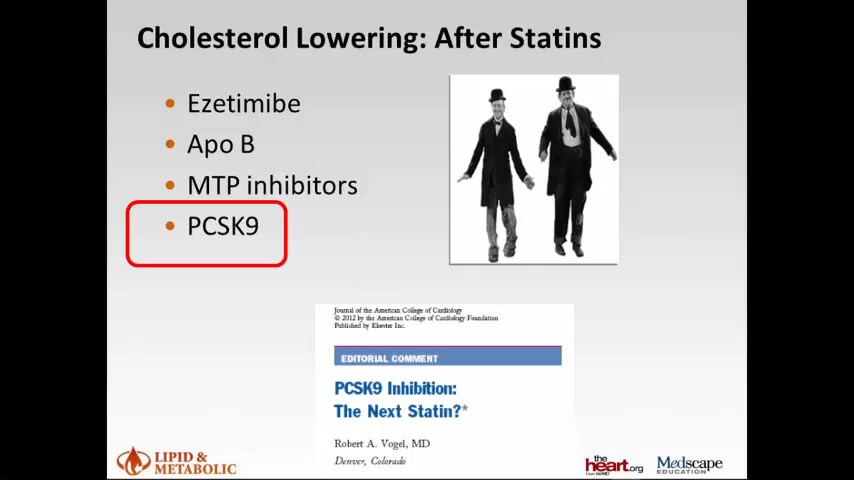 Cholesterol Lowering: After Statins
• Ezetimibe
• Apo B
• MTP inhibitors
• PCSK9
Journal of the American College of Cardiology
© 2012 by the American College of Cardiology Foundation
Published by Elsevier Inc.
EDITORIAL COMMENT
PCSK9 Inhibition:
The Next Statin?*
Robert A. Vogel, MD
Denver, Colorado
LIPID &
METABOLIC
the
heart.org
Medscape
EDUCATION